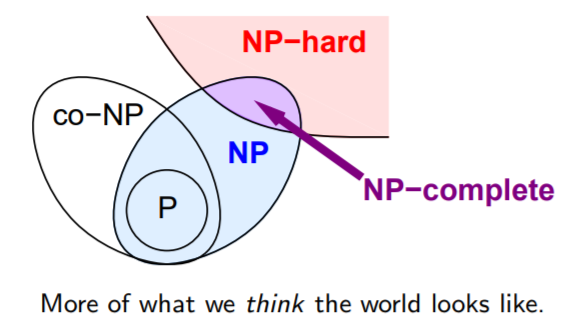 NP−hard
co−NP
NP
NP−complete
P
More of what we think the world looks like.